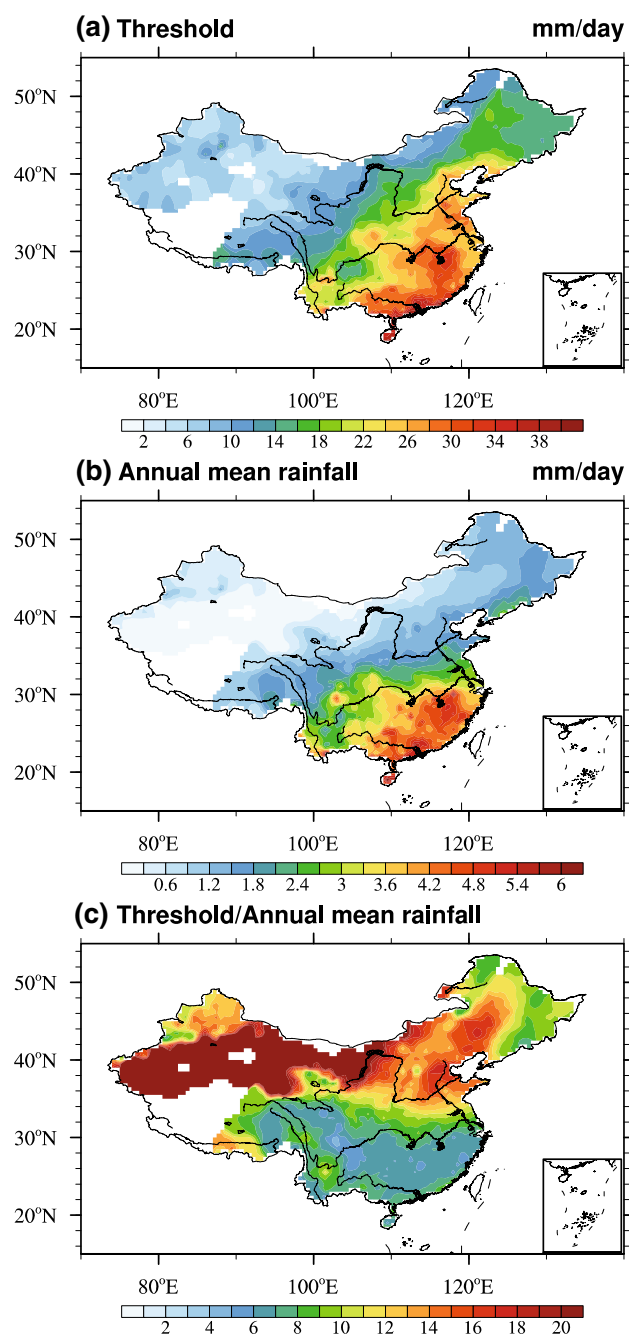 (a) Threshold mm/day
50°N
40°N
30°N
20°N
80°E 100°E 120°E
2 6 10 14 18 22 26 30 34 38
(b) Annual mean rainfall mm/day
50°N
40°N
30°N
20°N
80°E 100°E 120°E
0.6 1.2 1.8 2.4 3 3.6 4.2 4.8 5.4 6
(c) Threshold/Annual mean rainfall
50°N
40°N
30°N
20°N
80°E 100°E 120°E
2 4 6 8 10 12 14 16 18 20